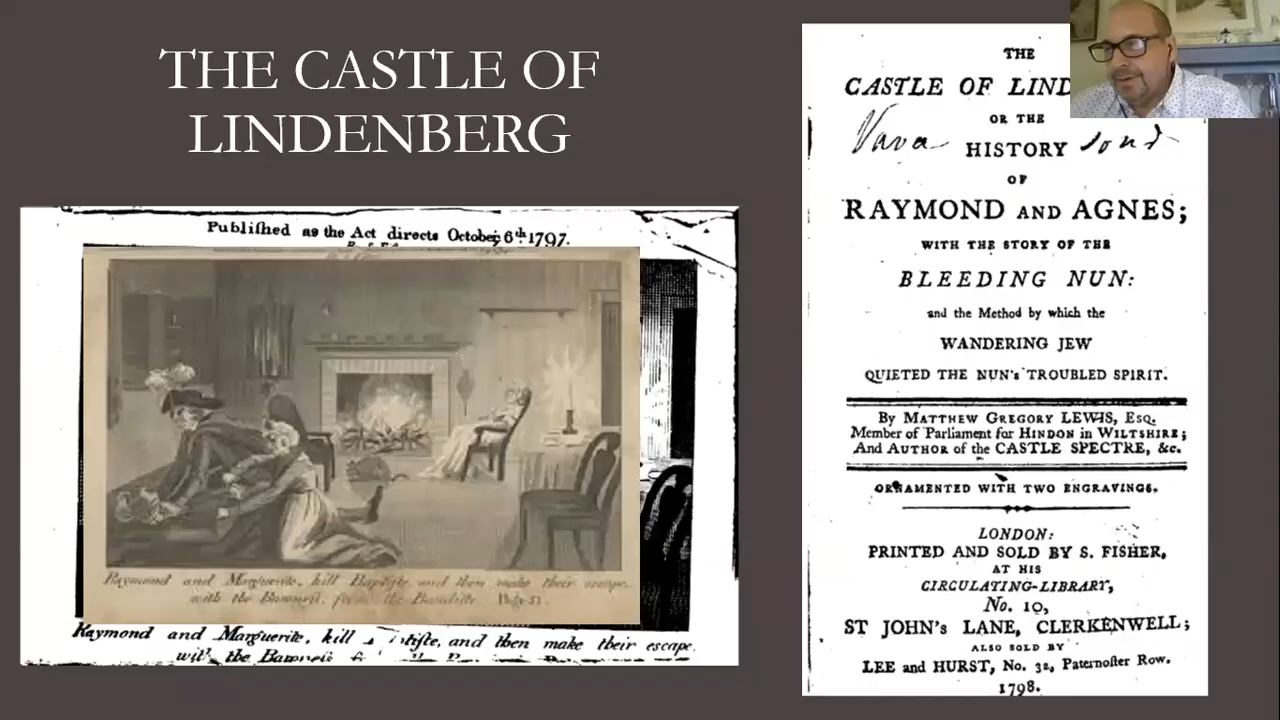 THE CASTLE OF
LINDENBERG
Publiſhed as the Act directs October 6th 1797.
Raymond and Marguerite, kill Baptiſte, and then make their escape.
with the Baroneſs, from the Banditti. Page 51.
Raymond and Marguerite, kill
and then make their escape.
with the Baroneſs
THE
CASTLE OF LIND
OR THE
HISTORY
OF
RAYMOND AND AGNES;
WITH THE STORY OF THE
BLEEDING NUN:
and the Method by which the
WANDERING JEW
QUIETED THE NUN's TROUBLED SPIRIT.
By MATTHEW GREGORY LEWIS, ESQ.
Member of Parliament for HINDON in WILTSHIRE;
And AUTHOR of the CASTLE SPECTRE, &c.
ORNAMENTED WITH TWO ENGRAVINGS.
LONDON:
PRINTED AND SOLD BY S. FISHER,
AT HIS
CIRCULATING-LIBRARY,
No. 10,
ST JOHN's LANE, CLERKENWELL;
ALSO SOLD BY
LEE and HURST, No. 32, Paternoſter Row.
1798.